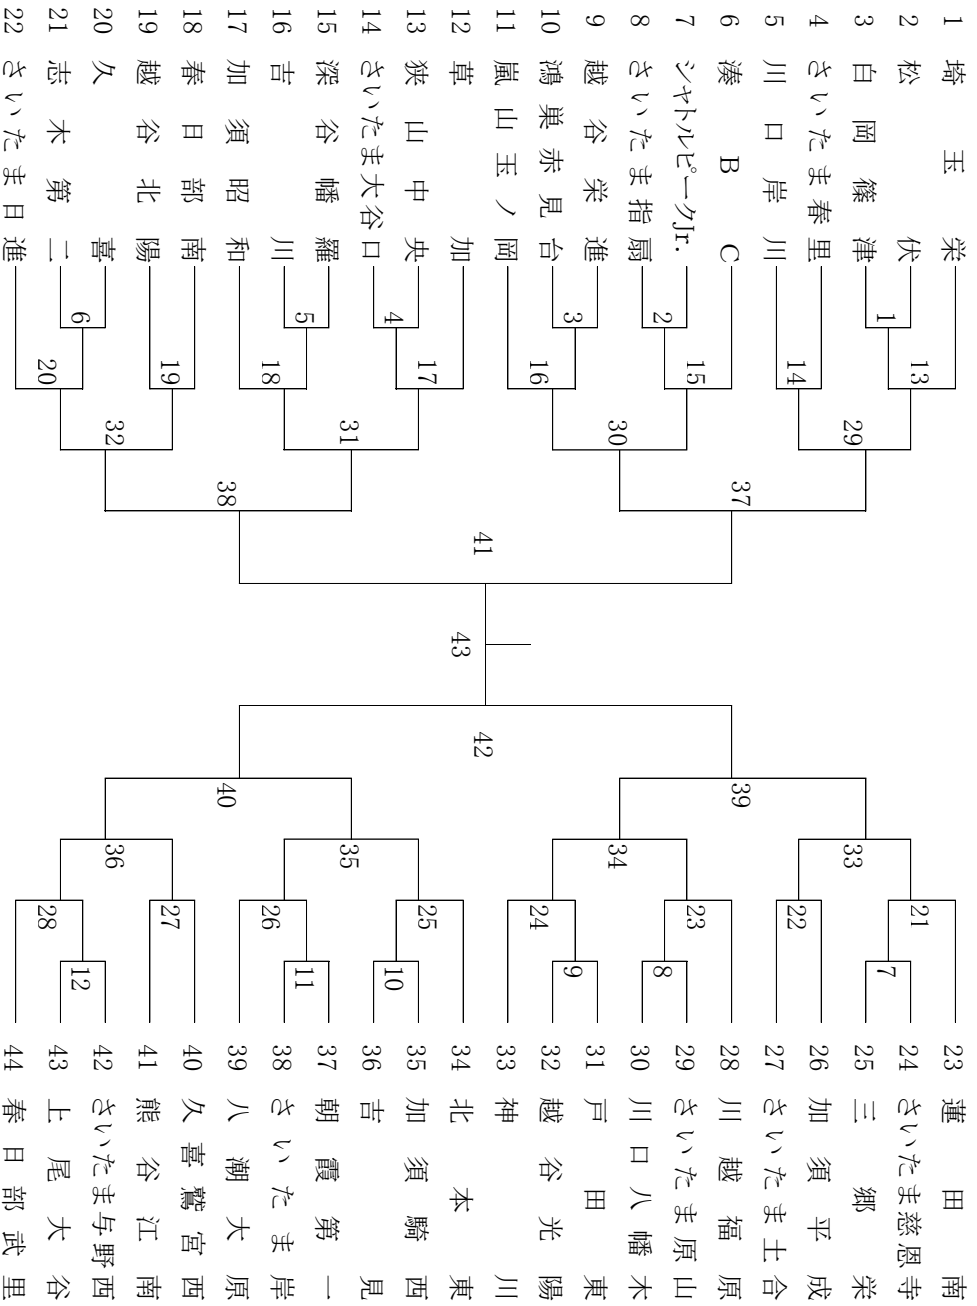 1 埼玉栄
2 松伏
3 白岡篠津
4 さいたま春里
5 川口岸川
6 湊BC
7 シャトルピークJr.
8 さいたま指扇
9 越谷栄進
10 鴻巣赤見台
11 嵐山玉ノ岡
12 草加
13 狭山中央
14 さいたま大谷口
15 深谷幡羅
16 吉川
17 加須昭和
18 春日部南
19 越谷北陽
20 久喜
21 志木第二
22 さいたま日進
1
2
3
4
5
6
13
14
15
16
17
18
19
20
29
30
31
32
37
38
41
43
42
39
40
33
34
35
36
21
22
23
24
25
26
27
28
7
8
9
10
11
12
23 蓮田南
24 さいたま慈恩寺
25 三郷栄
26 加須平成
27 さいたま土合
28 川越福原
29 さいたま原山
30 川口八幡木
31 戸田東
32 越谷光陽
33 神川
34 北本東
35 加須騎西
36 吉見
37 朝霞第一
38 さいたま岸
39 八潮大原
40 久喜鷲宮西
41 熊谷江南
42 さいたま与野西
43 上尾大谷
44 春日部武里